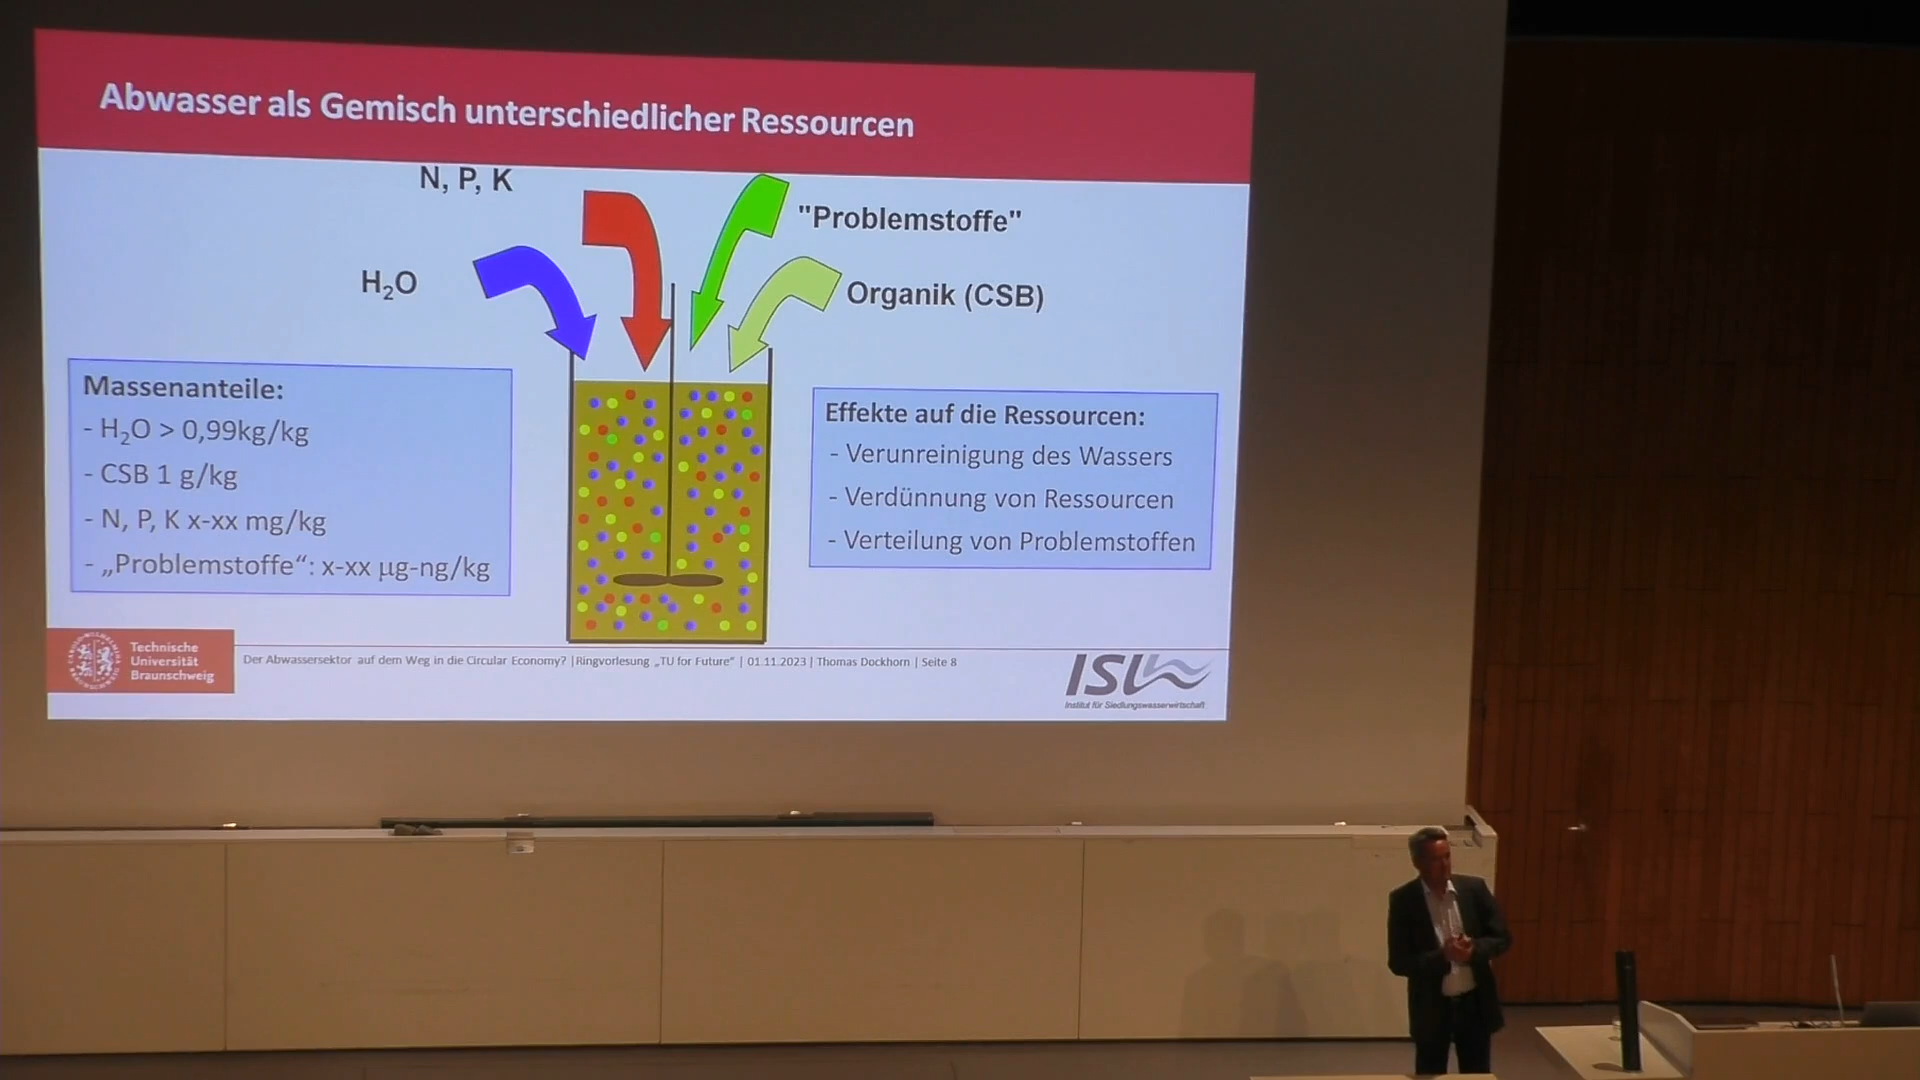 Abwasser als Gemisch unterschiedlicher Ressourcen
N, P, K
"Problemstoffe"
H₂O
Organik (CSB)
Massenanteile:
- H₂O > 0,99kg/kg
- CSB 1 g/kg
- N, P, K x-xx mg/kg
- „Problemstoffe“: x-xx µg-ng/kg
Effekte auf die Ressourcen:
- Verunreinigung des Wassers
- Verdünnung von Ressourcen
- Verteilung von Problemstoffen
Technische
Universität
Braunschweig
Der Abwassersektor auf dem Weg in die Circular Economy? | Ringvorlesung „TU for Future“ | 01.11.2023 | Thomas Dockhorn | Seite 8
ISW
Institut für Siedlungswasserwirtschaft